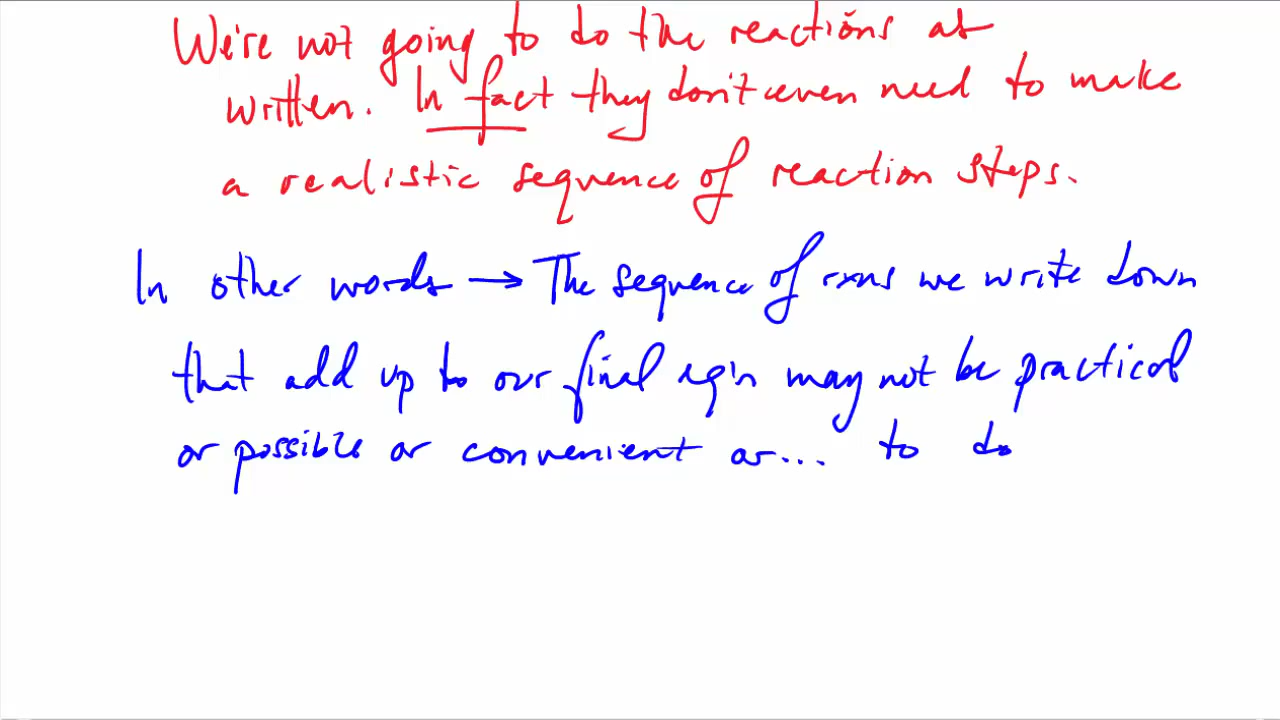 We're not going to do the reactions as
written. In fact they don't even need to make
a realistic sequence of reaction steps.
In other words → The sequence of rxns we write down
that add up to our final eqn may not be practical
or possible or convenient or... to do